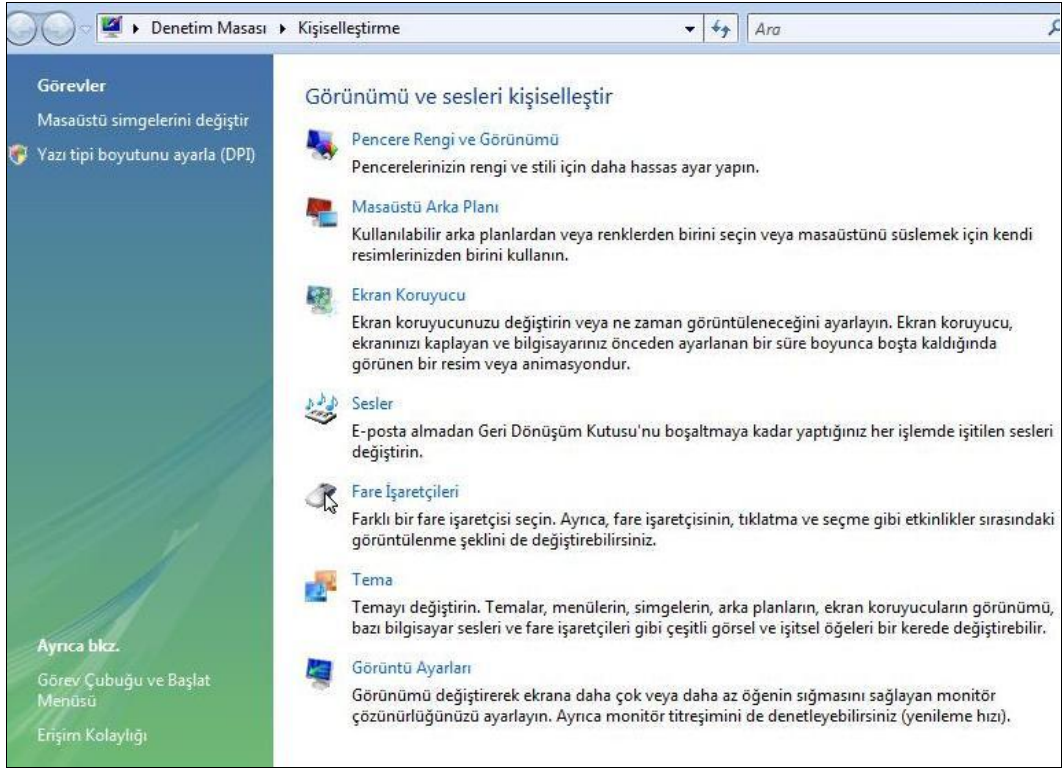 Denetim Masası ▸ Kişiselleştirme
Ara
Görevler
Masaüstü simgelerini değiştir
Yazı tipi boyutunu ayarla (DPI)
Görünümü ve sesleri kişiselleştir
Pencere Rengi ve Görünümü
Pencerelerinizin rengi ve stili için daha hassas ayar yapın.
Masaüstü Arka Planı
Kullanılabilir arka planlardan veya renklerden birini seçin veya masaüstünü süslemek için kendi
resimlerinizden birini kullanın.
Ekran Koruyucu
Ekran koruyucunuzu değiştirin veya ne zaman görüntüleneceğini ayarlayın. Ekran koruyucu,
ekranınızı kaplayan ve bilgisayarınız önceden ayarlanan bir süre boyunca boşta kaldığında
görünen bir resim veya animasyondur.
Sesler
E-posta almadan Geri Dönüşüm Kutusu'nu boşaltmaya kadar yaptığınız her işlemde işitilen sesleri
değiştirin.
Fare İşaretçileri
Farklı bir fare işaretçisi seçin. Ayrıca, fare işaretçisinin, tıklatma ve seçme gibi etkinlikler sırasındaki
görüntülenme şeklini de değiştirebilirsiniz.
Tema
Temayı değiştirin. Temalar, menülerin, simgelerin, arka planların, ekran koruyucuların görünümü,
bazı bilgisayar sesleri ve fare işaretçileri gibi çeşitli görsel ve işitsel öğeleri bir kerede değiştirebilir.
Görüntü Ayarları
Görünümü değiştirerek ekrana daha çok veya daha az öğenin sığmasını sağlayan monitör
çözünürlüğünüzü ayarlayın. Ayrıca monitör titreşimini de denetleyebilirsiniz (yenileme hızı).
Ayrıca bkz.
Görev Çubuğu ve Başlat
Menüsü
Erişim Kolaylığı